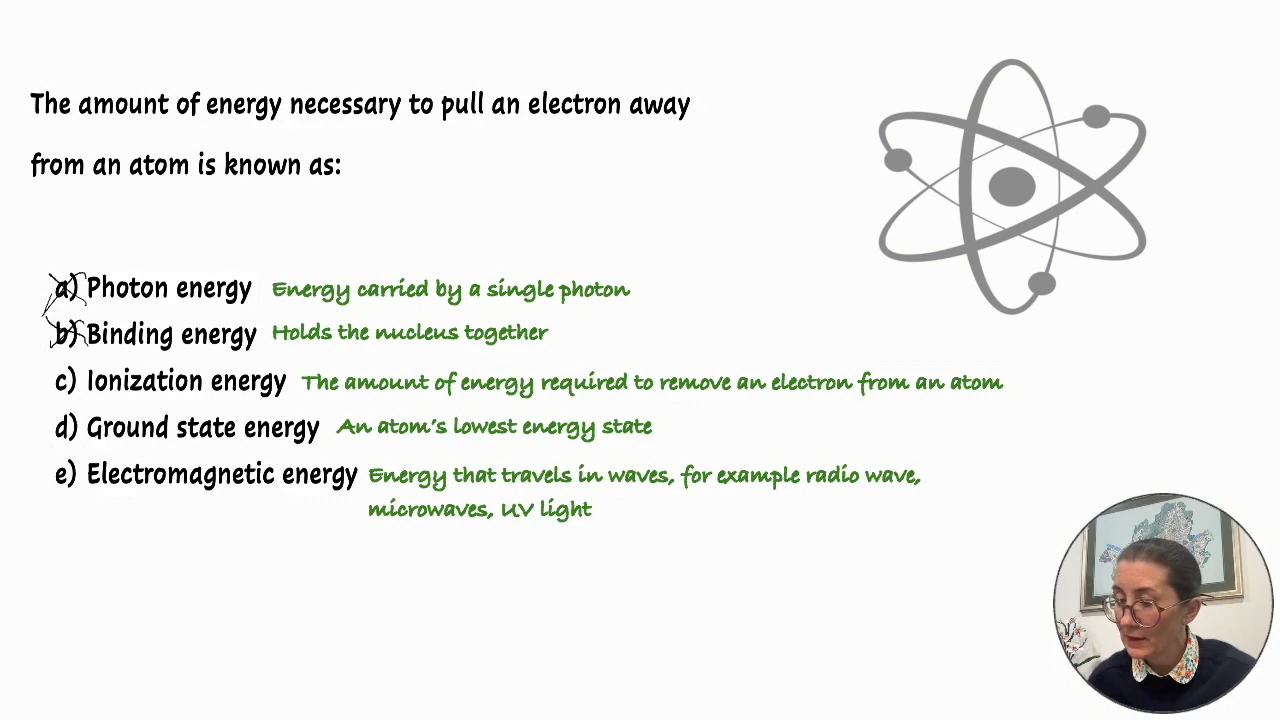 The amount of energy necessary to pull an electron away
from an atom is known as:
a) Photon energy Energy carried by a single photon
b) Binding energy Holds the nucleus together
c) Ionization energy The amount of energy required to remove an electron from an atom
d) Ground state energy An atom's lowest energy state
e) Electromagnetic energy Energy that travels in waves, for example radio wave,
microwaves, UV light